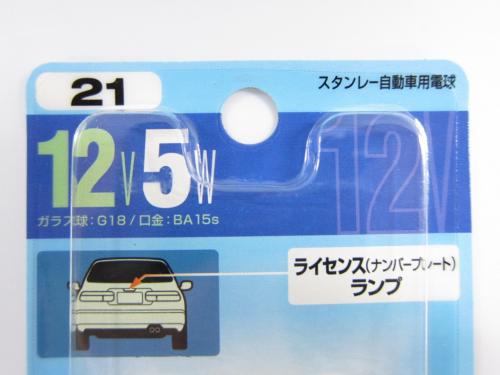 21
スタンレー自動車用電球
12V5W
12V
ガラス球：G18/口金：BA15s
ライセンス(ナンバープレート)
ランプ